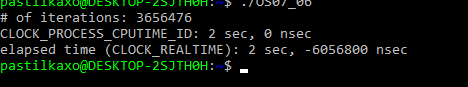 pastilkaxo@DESKTOP-2SJTH0H:~$ ./OS07_06
# of iterations: 3656476
CLOCK_PROCESS_CPUTIME_ID: 2 sec, 0 nsec
elapsed time (CLOCK_REALTIME): 2 sec, -6056800 nsec
pastilkaxo@DESKTOP-2SJTH0H:~$